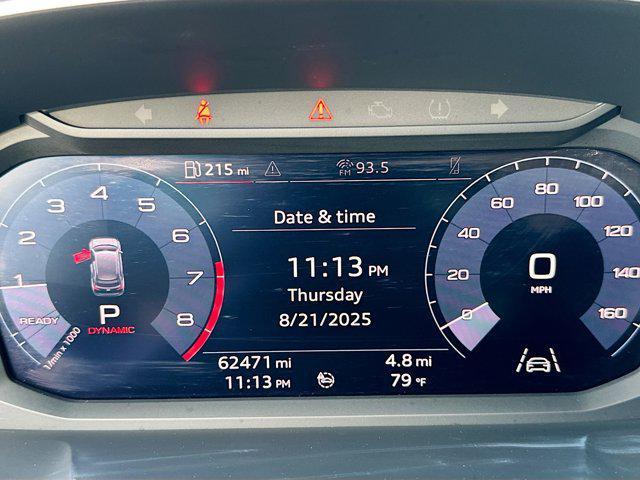 215 mi
FM 93.5
Date & time
11:13 PM
Thursday
8/21/2025
62471 mi
4.8 mi
11:13 PM
79 °F
1
2
3
4
5
6
7
8
READY
P
DYNAMIC
1/min x 1000
0
20
40
60
80
100
120
140
160
0
MPH